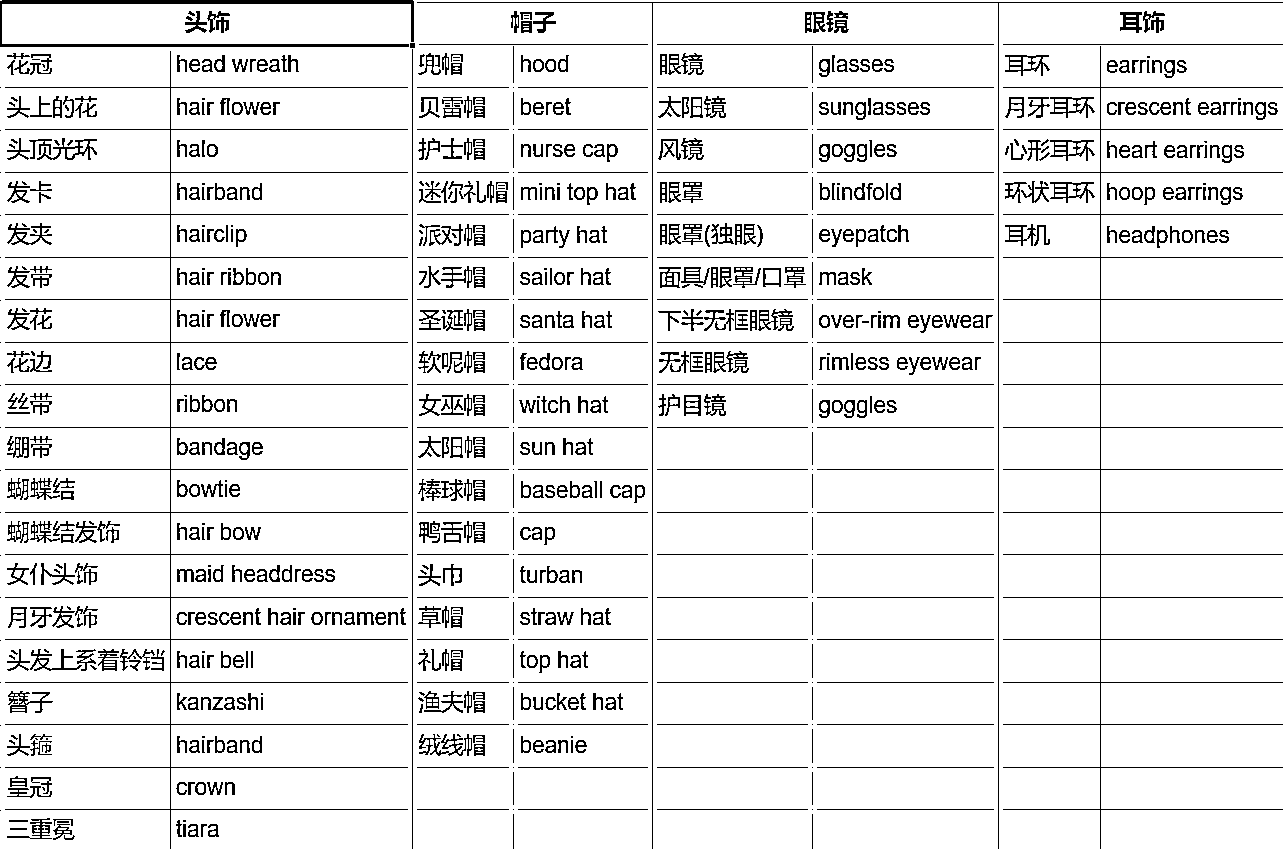 头饰 帽子 眼镜 耳饰
花冠 head wreath 兜帽 hood 眼镜 glasses 耳环 earrings
头上的花 hair flower 贝雷帽 beret 太阳镜 sunglasses 月牙耳环 crescent earrings
头顶光环 halo 护士帽 nurse cap 风镜 goggles 心形耳环 heart earrings
发卡 hairband 迷你礼帽 mini top hat 眼罩 blindfold 环状耳环 hoop earrings
发夹 hairclip 派对帽 party hat 眼罩(独眼) eyepatch 耳机 headphones
发带 hair ribbon 水手帽 sailor hat 面具/眼罩/口罩 mask
发花 hair flower 圣诞帽 santa hat 下半无框眼镜 over-rim eyewear
花边 lace 软呢帽 fedora 无框眼镜 rimless eyewear
丝带 ribbon 女巫帽 witch hat 护目镜 goggles
绷带 bandage 太阳帽 sun hat
蝴蝶结 bowtie 棒球帽 baseball cap
蝴蝶结发饰 hair bow 鸭舌帽 cap
女仆头饰 maid headdress 头巾 turban
月牙发饰 crescent hair ornament 草帽 straw hat
头发上系着铃铛 hair bell 礼帽 top hat
簪子 kanzashi 渔夫帽 bucket hat
头箍 hairband 绒线帽 beanie
皇冠 crown
三重冕 tiara